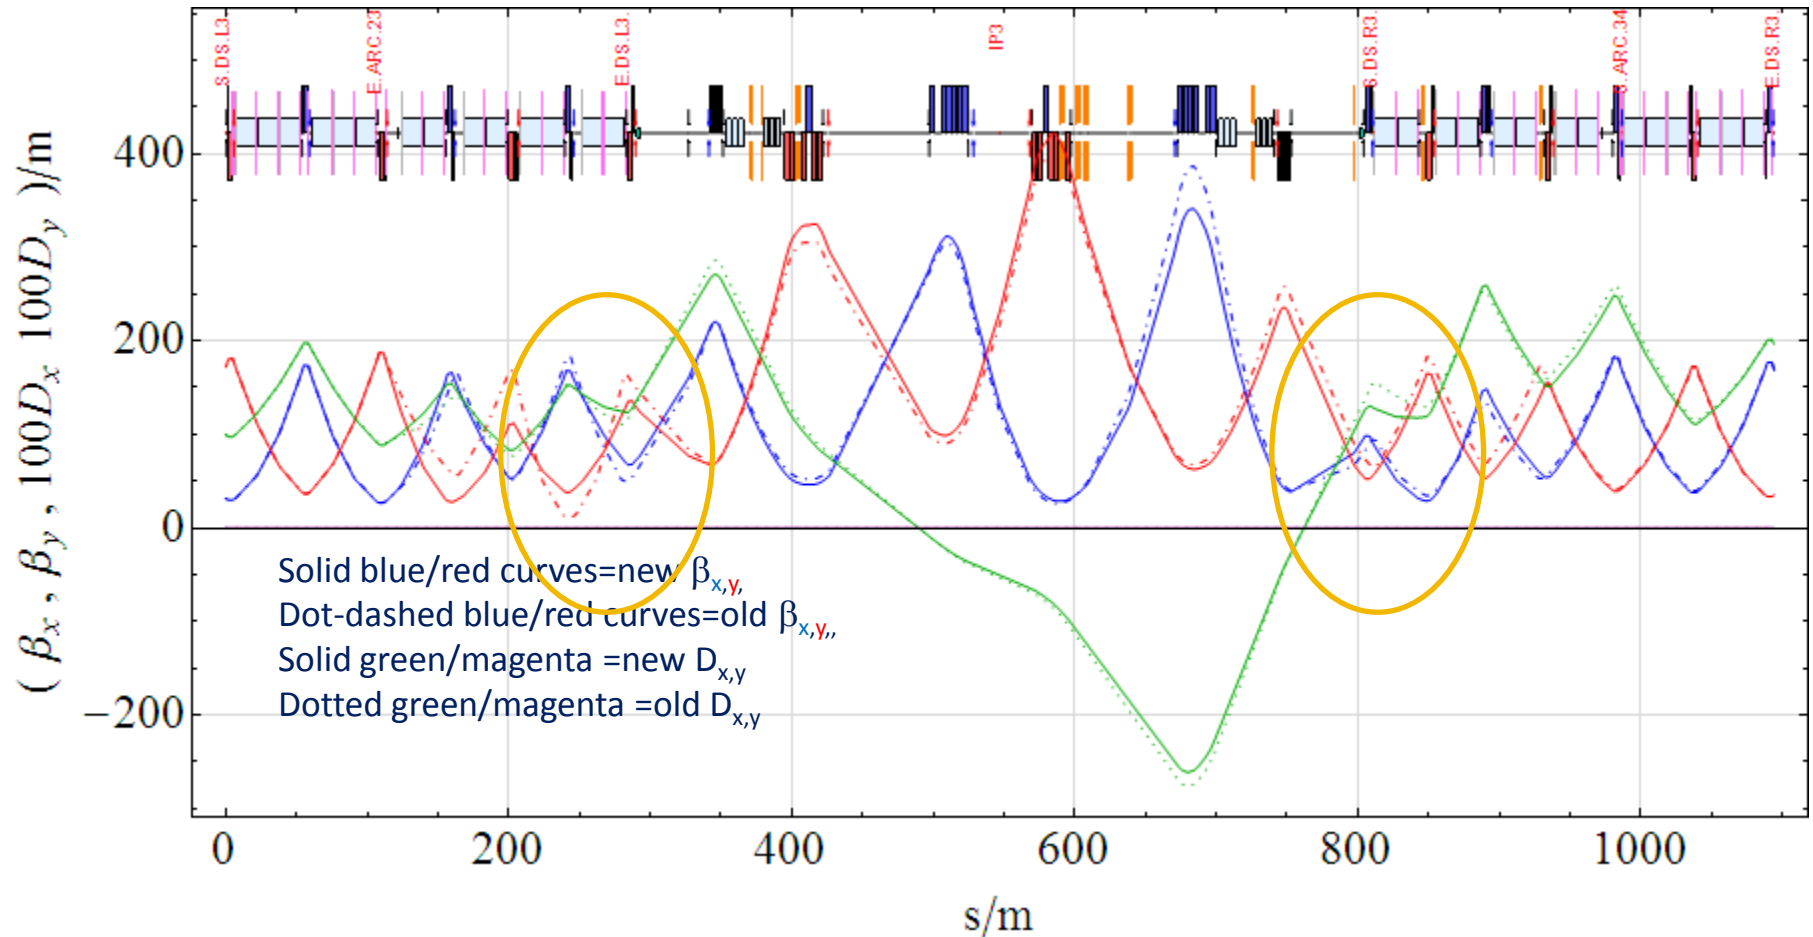 S.DS.L3.
E.ARC.23
E.DS.L3.
IP3
S.DS.R3.
S.ARC.34
E.DS.R3.
( βx , βy , 100Dx 100Dy )/m
400
200
0
−200
Solid blue/red curves=new βx,y,
Dot-dashed blue/red curves=old βx,y,,
Solid green/magenta =new Dx,y
Dotted green/magenta =old Dx,y
0 200 400 600 800 1000
s/m